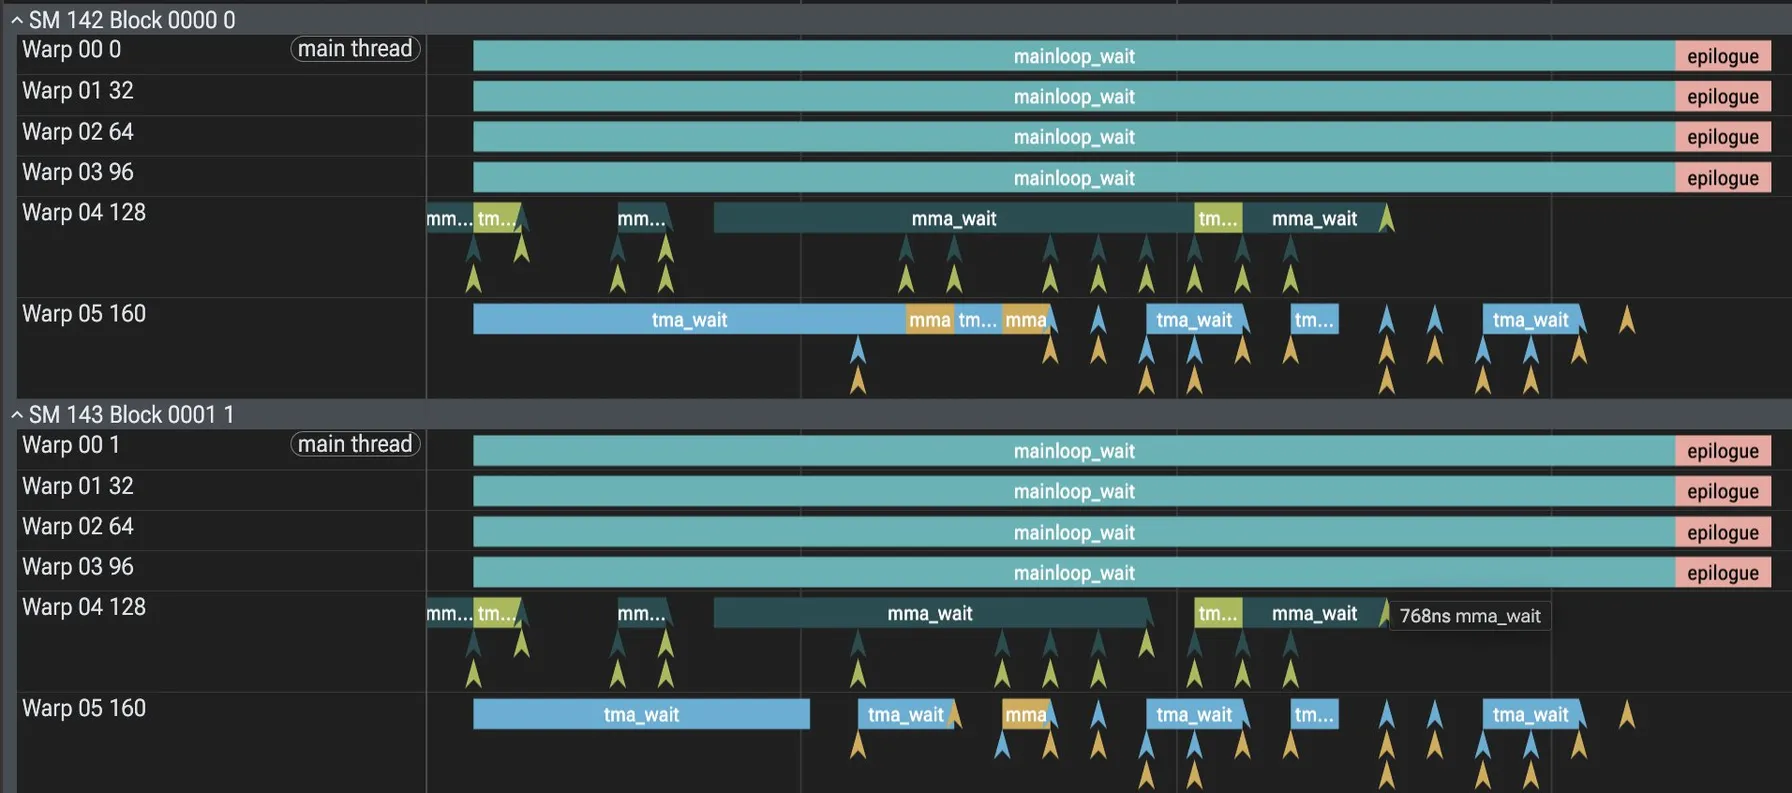 SM 142 Block 0000 0
Warp 00 0 main thread mainloop_wait epilogue
Warp 01 32 mainloop_wait epilogue
Warp 02 64 mainloop_wait epilogue
Warp 03 96 mainloop_wait epilogue
Warp 04 128 mm... tm... mm... mma_wait tm... mma_wait
Warp 05 160 tma_wait mma tm... mma tma_wait tm... tma_wait
SM 143 Block 0001 1
Warp 00 1 main thread mainloop_wait epilogue
Warp 01 32 mainloop_wait epilogue
Warp 02 64 mainloop_wait epilogue
Warp 03 96 mainloop_wait epilogue
Warp 04 128 mm... tm... mm... mma_wait tm... mma_wait 768ns mma_wait
Warp 05 160 tma_wait tma_wait mma tma_wait tm... tma_wait